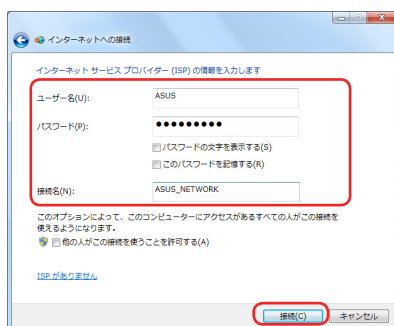 インターネットへの接続
インターネット サービス プロバイダー (ISP) の情報を入力します
ユーザー名(U):
ASUS
パスワード(P):
●●●●●●●●●
パスワードの文字を表示する(S)
このパスワードを記憶する(R)
接続名(N):
ASUS_NETWORK
このオプションによって、このコンピューターにアクセスがあるすべての人がこの接続を
使えるようになります。
他の人がこの接続を使うことを許可する(A)
ISP がありません
接続(C)
キャンセル